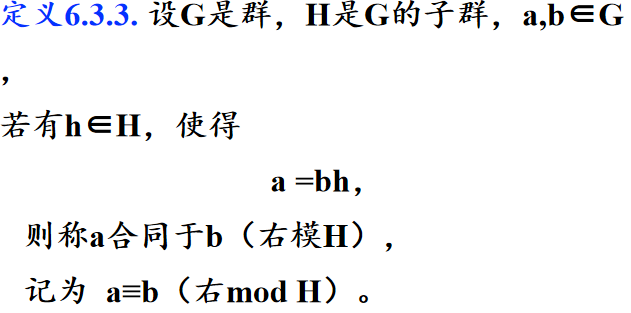 定义6.3.3. 设G是群，H是G的子群，a,b∈G
，
若有h∈H，使得
a =bh，
则称a合同于b（右模H），
记为 a≡b（右mod H）。